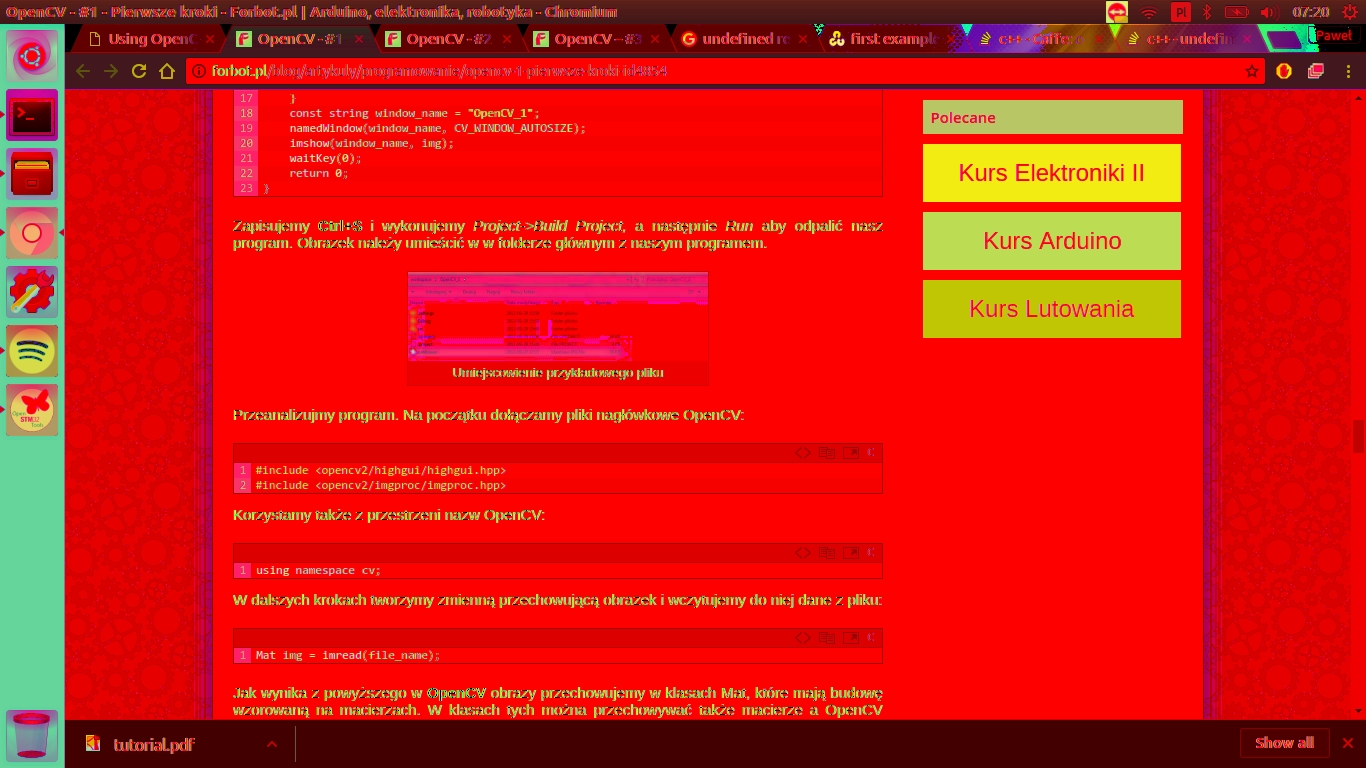 OpenCV - #1 - Pierwsze kroki - Forbot.pl | Arduino, elektronika, robotyka - Chromium
Pl
07:20
Using OpenC
OpenCV - #1
OpenCV - #2
OpenCV - #3
undefined re
first example
c++ - Differ
c++ - undefin
Paweł
forbot.pl/blog/artykuly/programowanie/opencv-1-pierwsze-kroki-id4854
17 }
18 const string window_name = "OpenCV_1";
19 namedWindow(window_name, CV_WINDOW_AUTOSIZE);
20 imshow(window_name, img);
21 waitKey(0);
22 return 0;
23 }
Zapisujemy Ctrl+S i wykonujemy Project->Build Project, a następnie Run aby odpalić nasz
program. Obrazek należy umieścić w w folderze głównym z naszym programem.
Umiejscowienie przykładowego pliku
Przeanalizujmy program. Na początku dołączamy pliki nagłówkowe OpenCV:
1 #include <opencv2/highgui/highgui.hpp>
2 #include <opencv2/imgproc/imgproc.hpp>
Korzystamy także z przestrzeni nazw OpenCV:
1 using namespace cv;
W dalszych krokach tworzymy zmienną przechowującą obrazek i wczytujemy do niej dane z pliku:
1 Mat img = imread(file_name);
Jak wynika z powyższego w OpenCV obrazy przechowujemy w klasach Mat, które mają budowę
wzorowaną na macierzach. W klasach tych można przechowywać także macierze a OpenCV
Polecane
Kurs Elektroniki II
Kurs Arduino
Kurs Lutowania
Open
STM32
Tools
tutorial.pdf
Show all